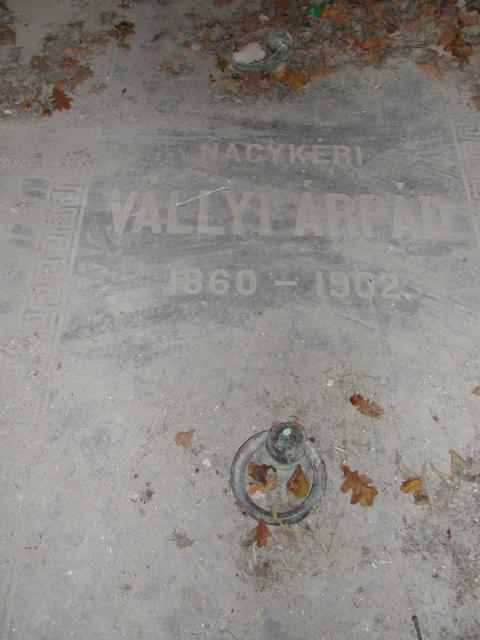 NAGYKÉRI
VÁLLYI ÁRPÁD
1860 – 1902